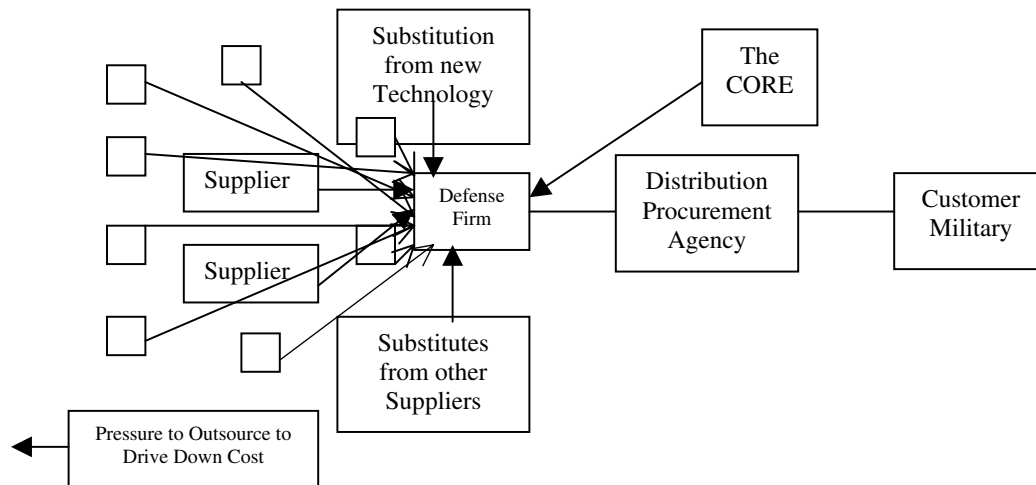 Substitution
from new
Technology
The
CORE
Supplier
Defense
Firm
Distribution
Procurement
Agency
Customer
Military
Supplier
Substitutes
from other
Suppliers
Pressure to Outsource to
Drive Down Cost